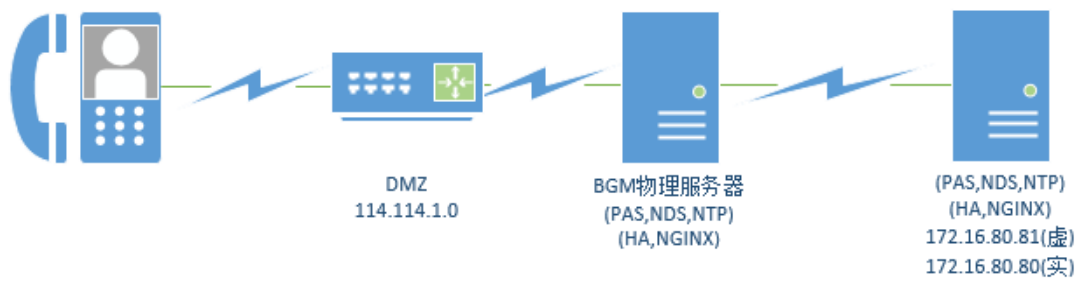 DMZ
114.114.1.0
BGM物理服务器
(PAS,NDS,NTP)
(HA,NGINX)
(PAS,NDS,NTP)
(HA,NGINX)
172.16.80.81(虚)
172.16.80.80(实)